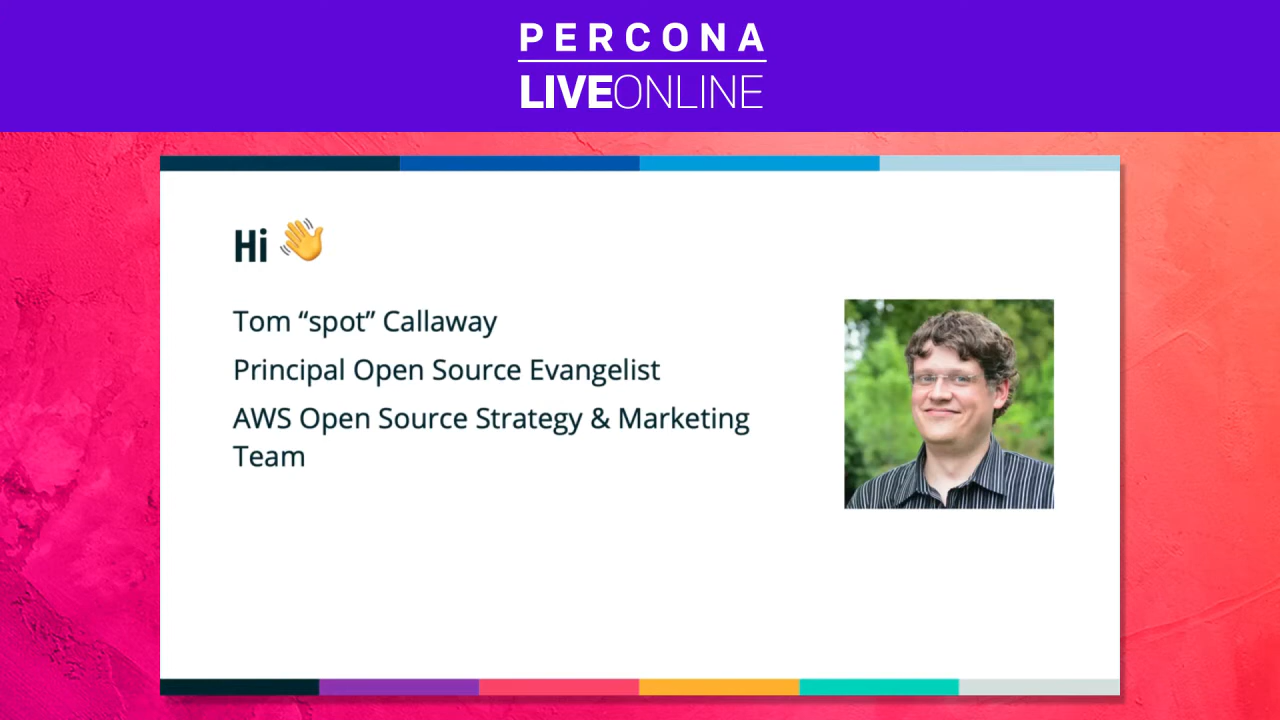 PERCONA
LIVEONLINE
Hi 👋
Tom “spot” Callaway
Principal Open Source Evangelist
AWS Open Source Strategy & Marketing
Team